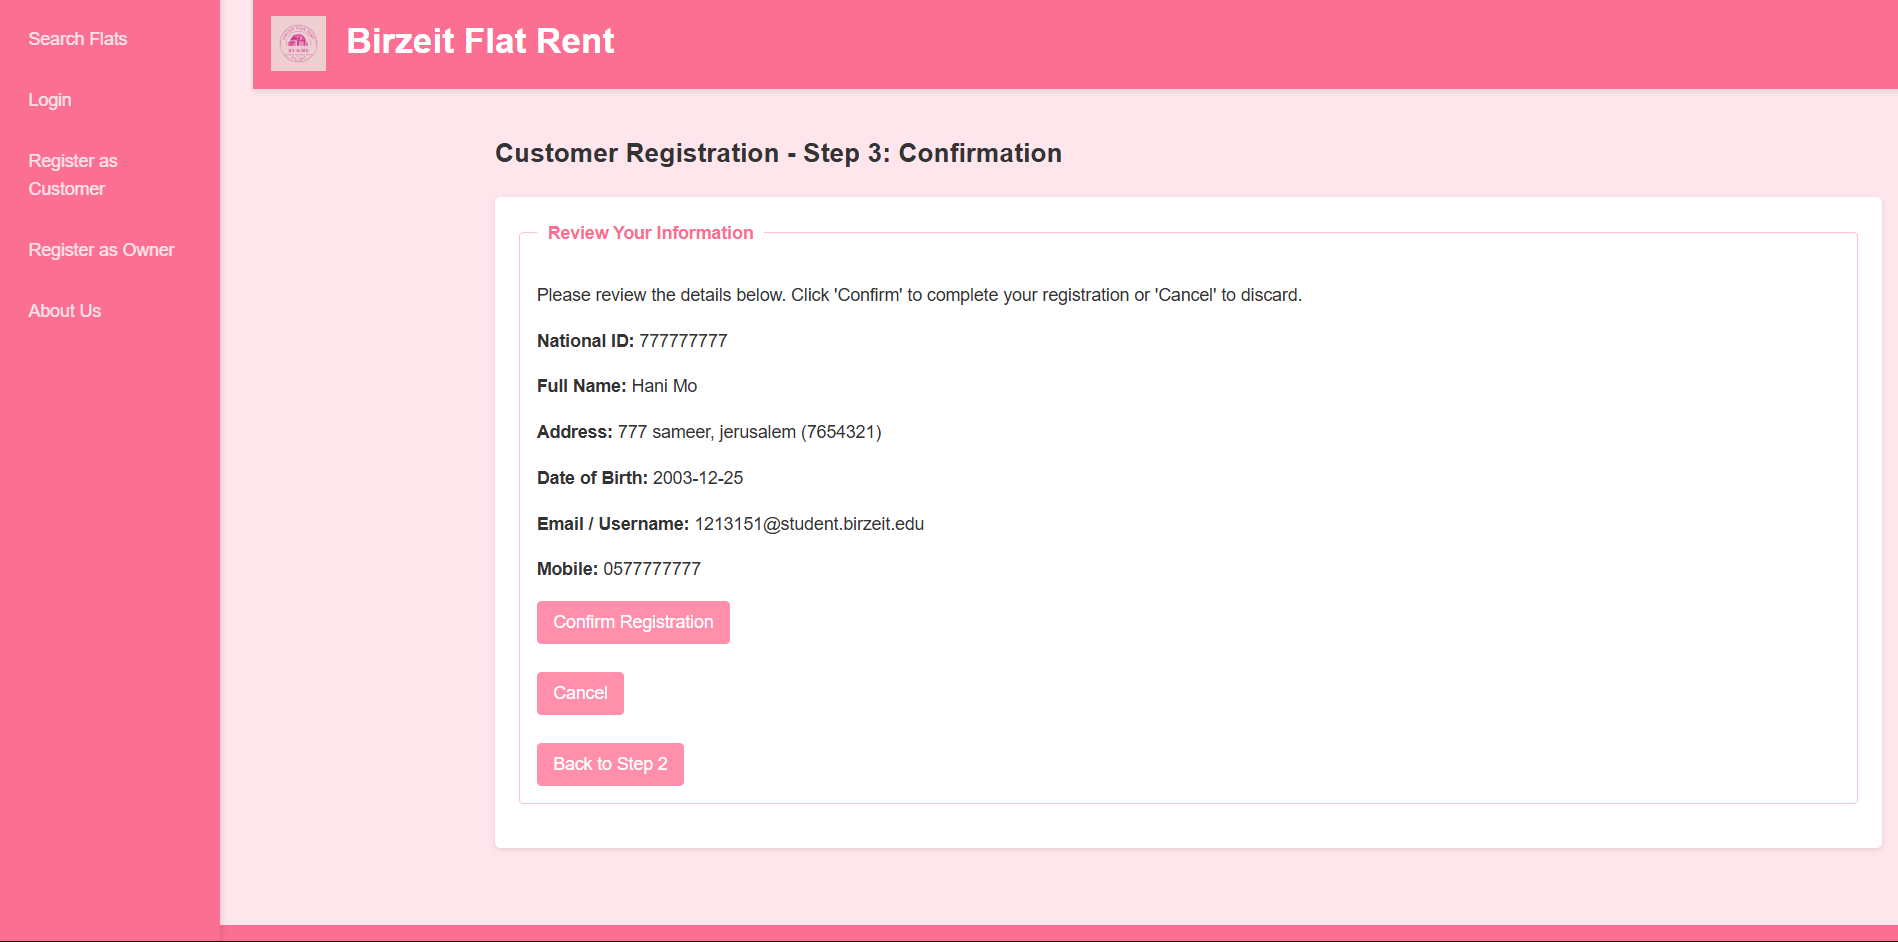 Search Flats
Login
Register as
Customer
Register as Owner
About Us
Birzeit Flat Rent
Customer Registration - Step 3: Confirmation
Review Your Information
Please review the details below. Click 'Confirm' to complete your registration or 'Cancel' to discard.
National ID: 777777777
Full Name: Hani Mo
Address: 777 sameer, jerusalem (7654321)
Date of Birth: 2003-12-25
Email / Username: 1213151@student.birzeit.edu
Mobile: 0577777777
Confirm Registration
Cancel
Back to Step 2